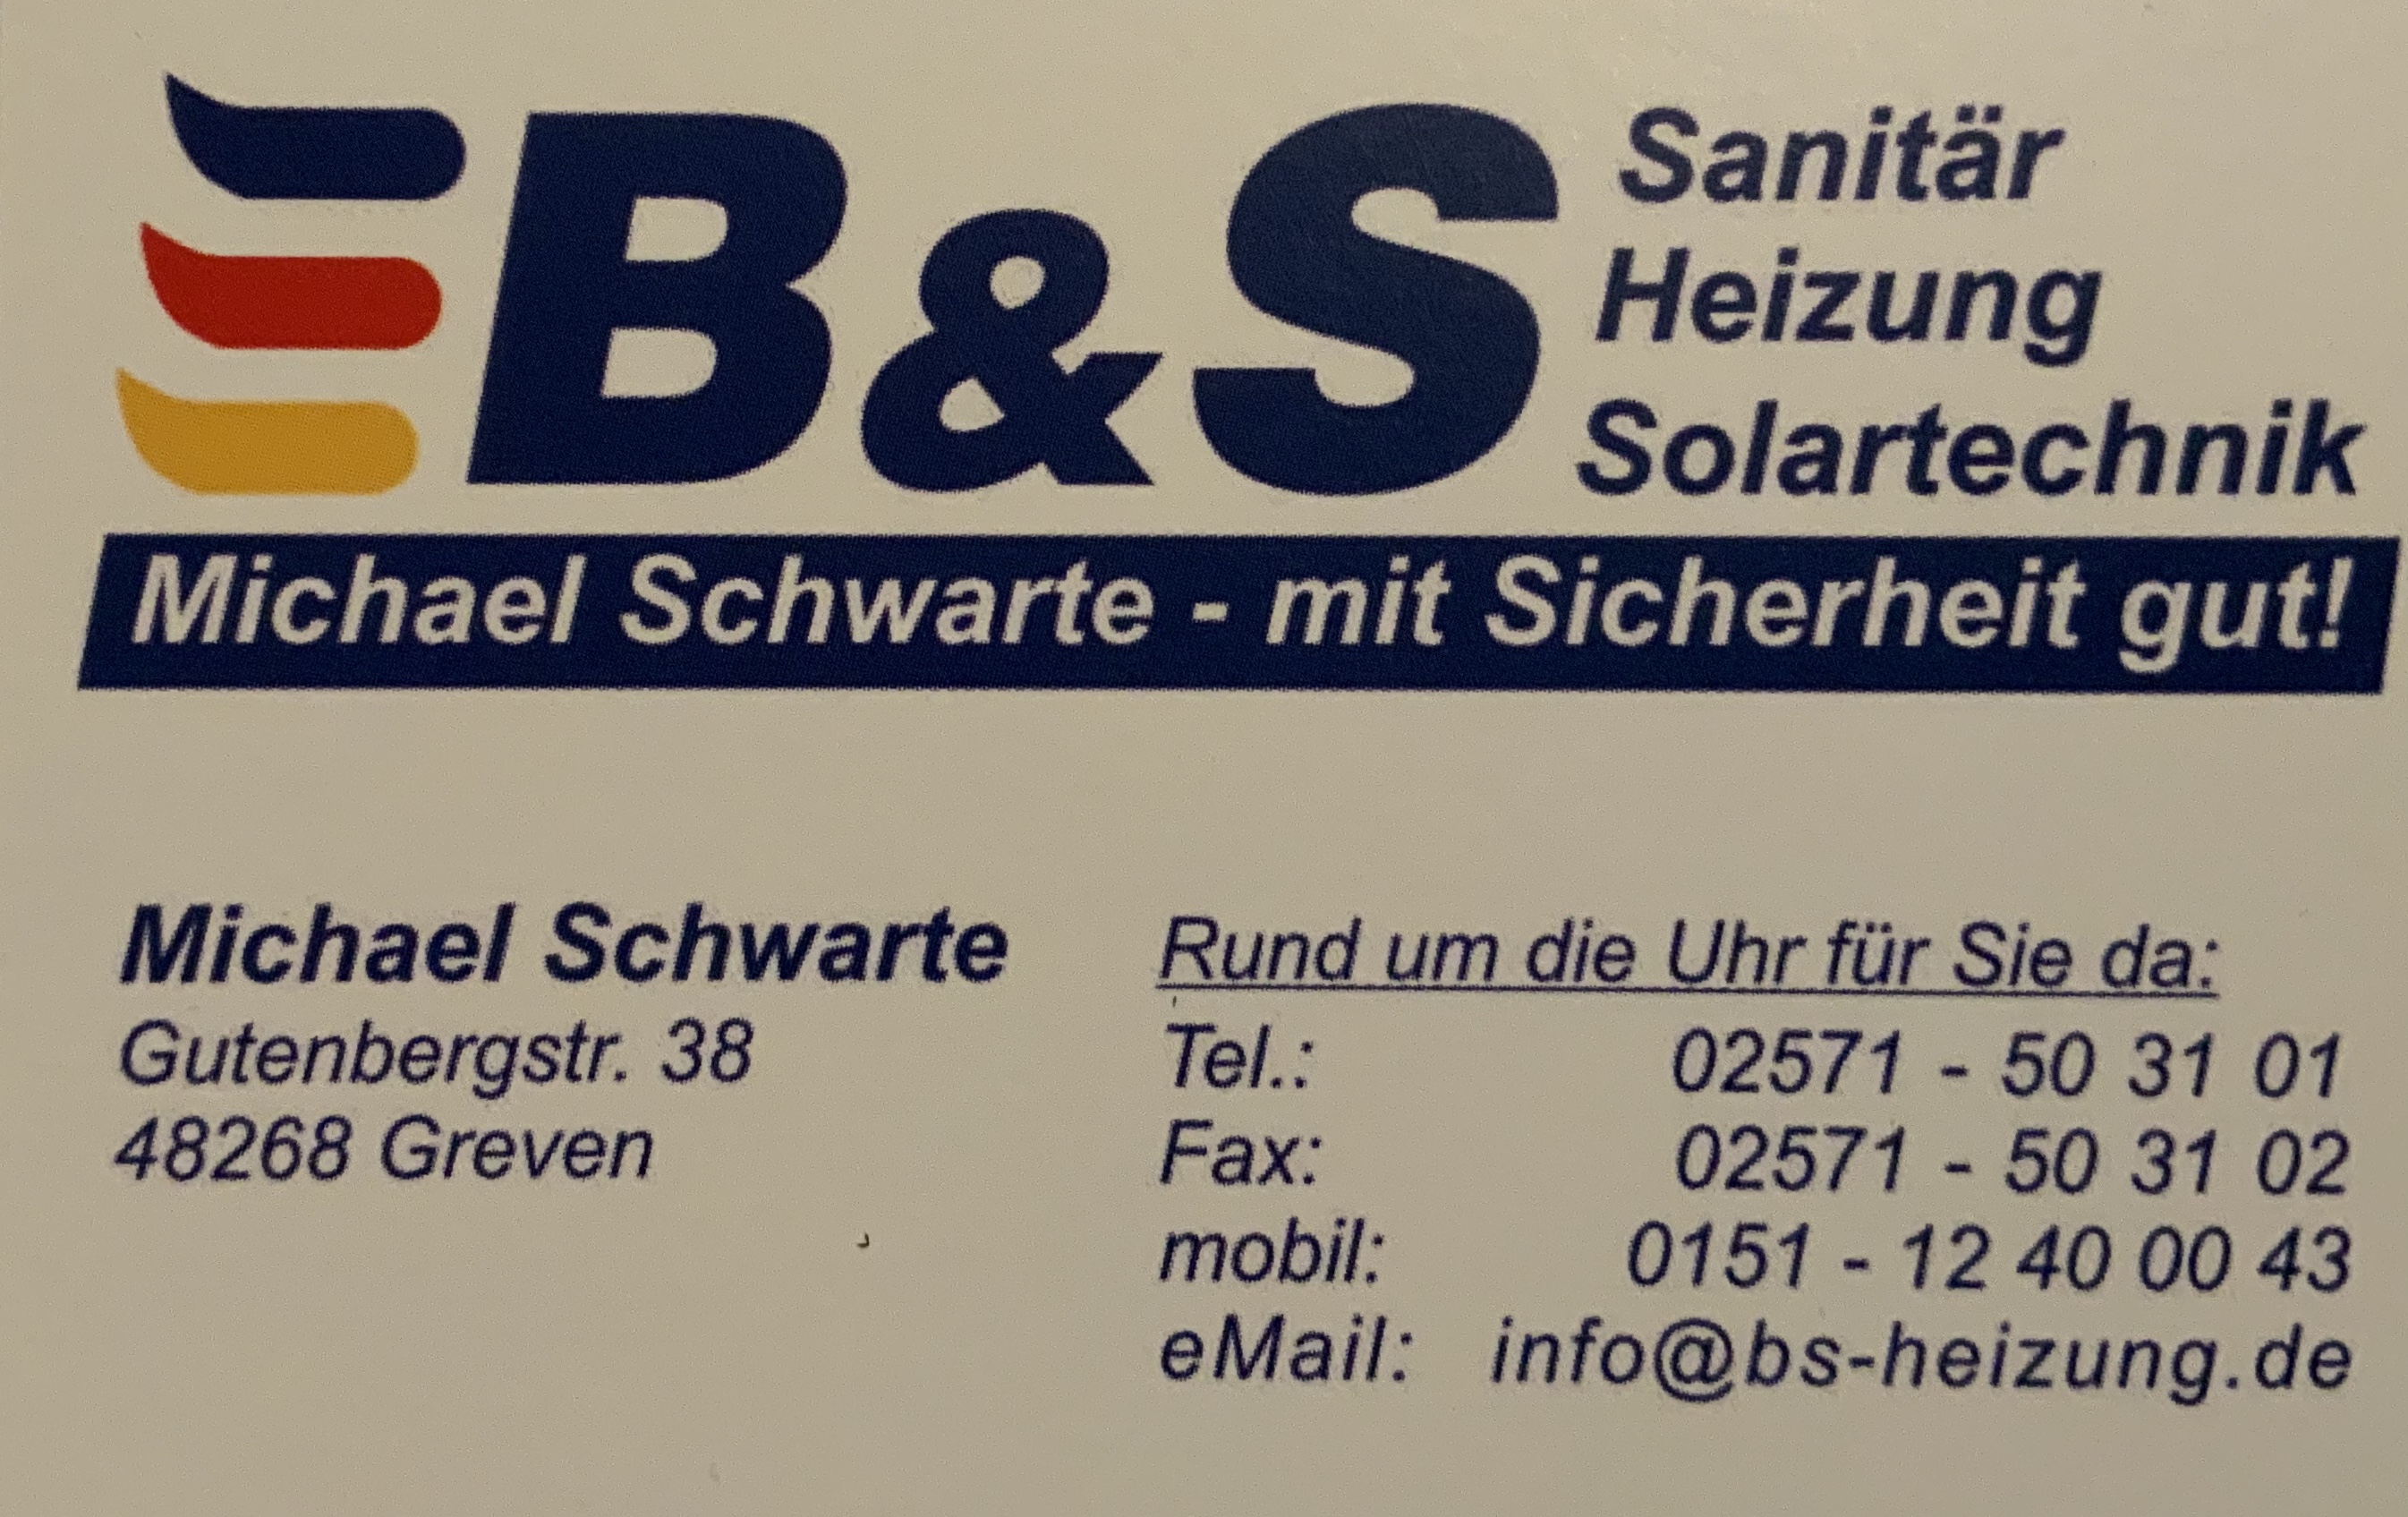 B&S
Sanitär
Heizung
Solartechnik
Michael Schwarte - mit Sicherheit gut!
Michael Schwarte
Gutenbergstr. 38
48268 Greven
Rund um die Uhr für Sie da:
Tel.: 02571 - 50 31 01
Fax: 02571 - 50 31 02
mobil: 0151 - 12 40 00 43
eMail: info@bs-heizung.de